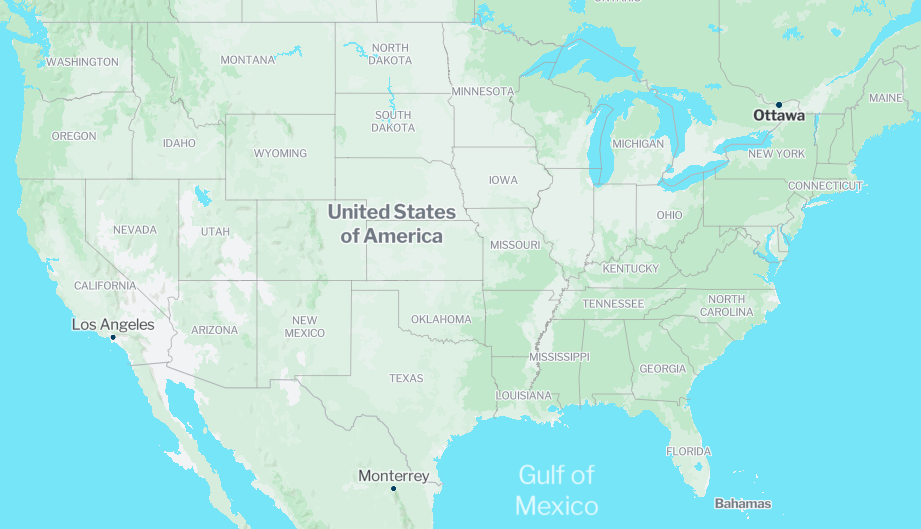 ONTARIO
WASHINGTON
MONTANA
NORTH
DAKOTA
MINNESOTA
MAINE
Ottawa
OREGON
IDAHO
SOUTH
DAKOTA
WYOMING
MICHIGAN
NEW YORK
IOWA
CONNECTICUT
United States
of America
OHIO
NEVADA
UTAH
MISSOURI
KENTUCKY
CALIFORNIA
Los Angeles
ARIZONA
NEW
MEXICO
OKLAHOMA
TENNESSEE
NORTH
CAROLINA
MISSISSIPPI
GEORGIA
TEXAS
LOUISIANA
FLORIDA
Monterrey
Gulf of
Mexico
Bahamas